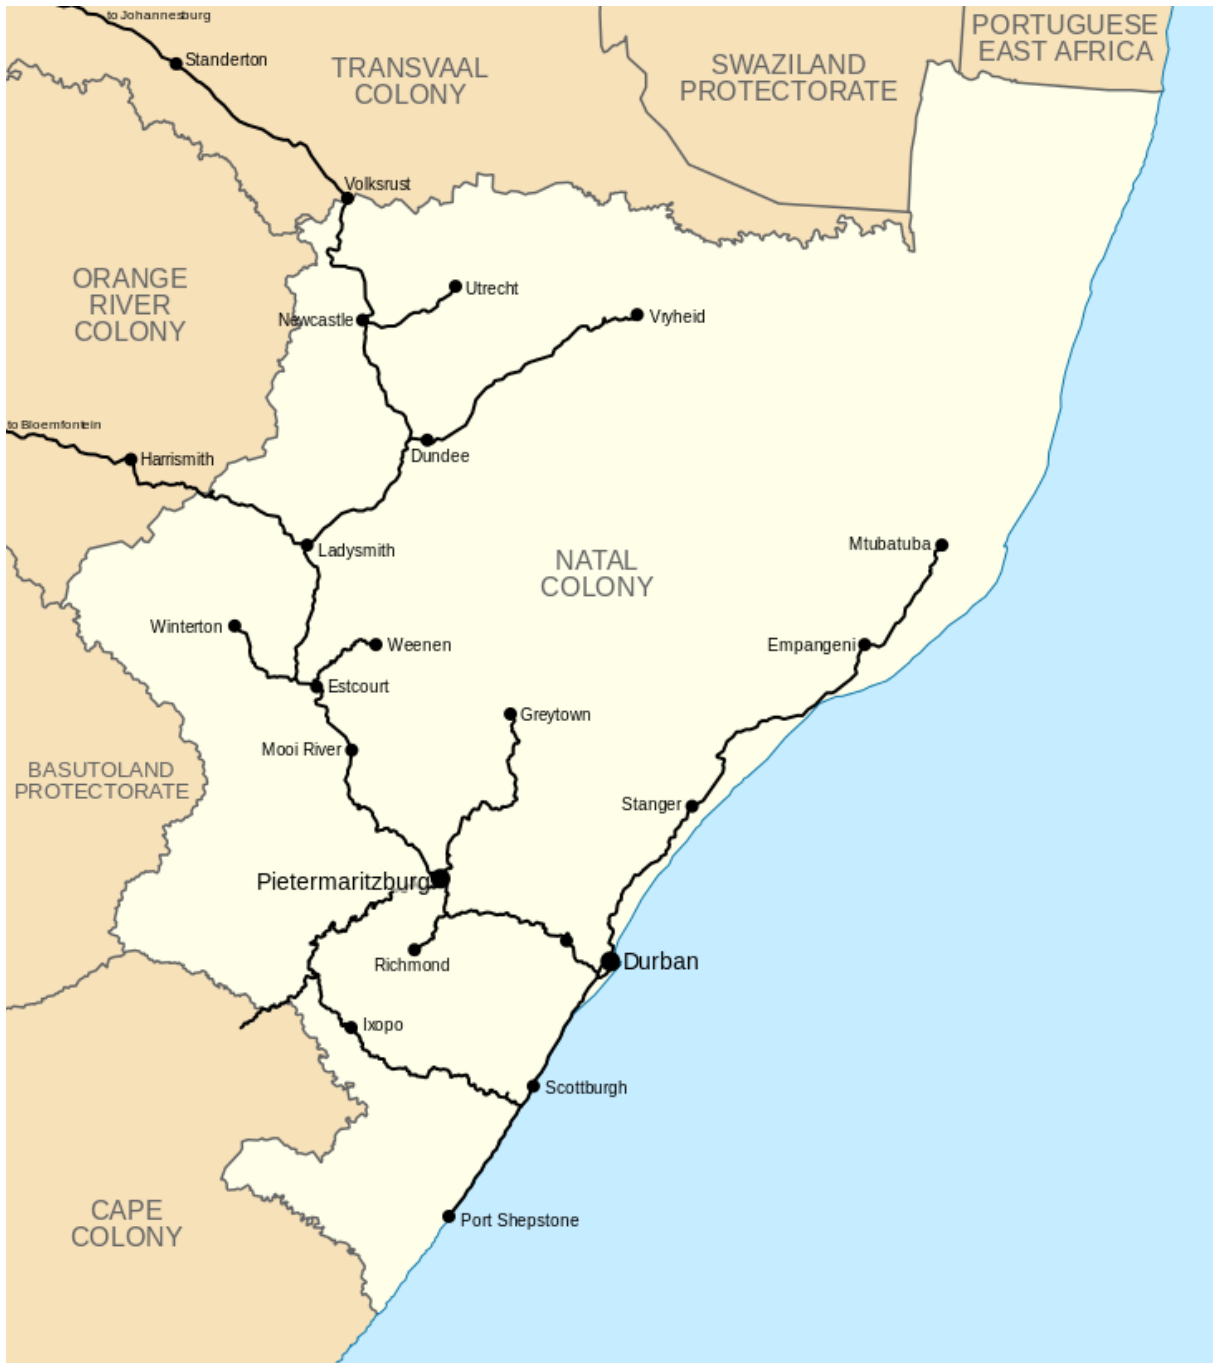 to Johannesburg
PORTUGUESE
EAST AFRICA
Standerton
TRANSVAAL
COLONY
SWAZILAND
PROTECTORATE
Volksrust
ORANGE
RIVER
COLONY
Utrecht
Newcastle
Vryheid
to Bloemfontein
Harrismith
Dundee
Ladysmith
NATAL
COLONY
Mtubatuba
Winterton
Weenen
Empangeni
Estcourt
Greytown
Mooi River
BASUTOLAND
PROTECTORATE
Stanger
Pietermaritzburg
Richmond
Durban
Ixopo
Scottburgh
CAPE
COLONY
Port Shepstone